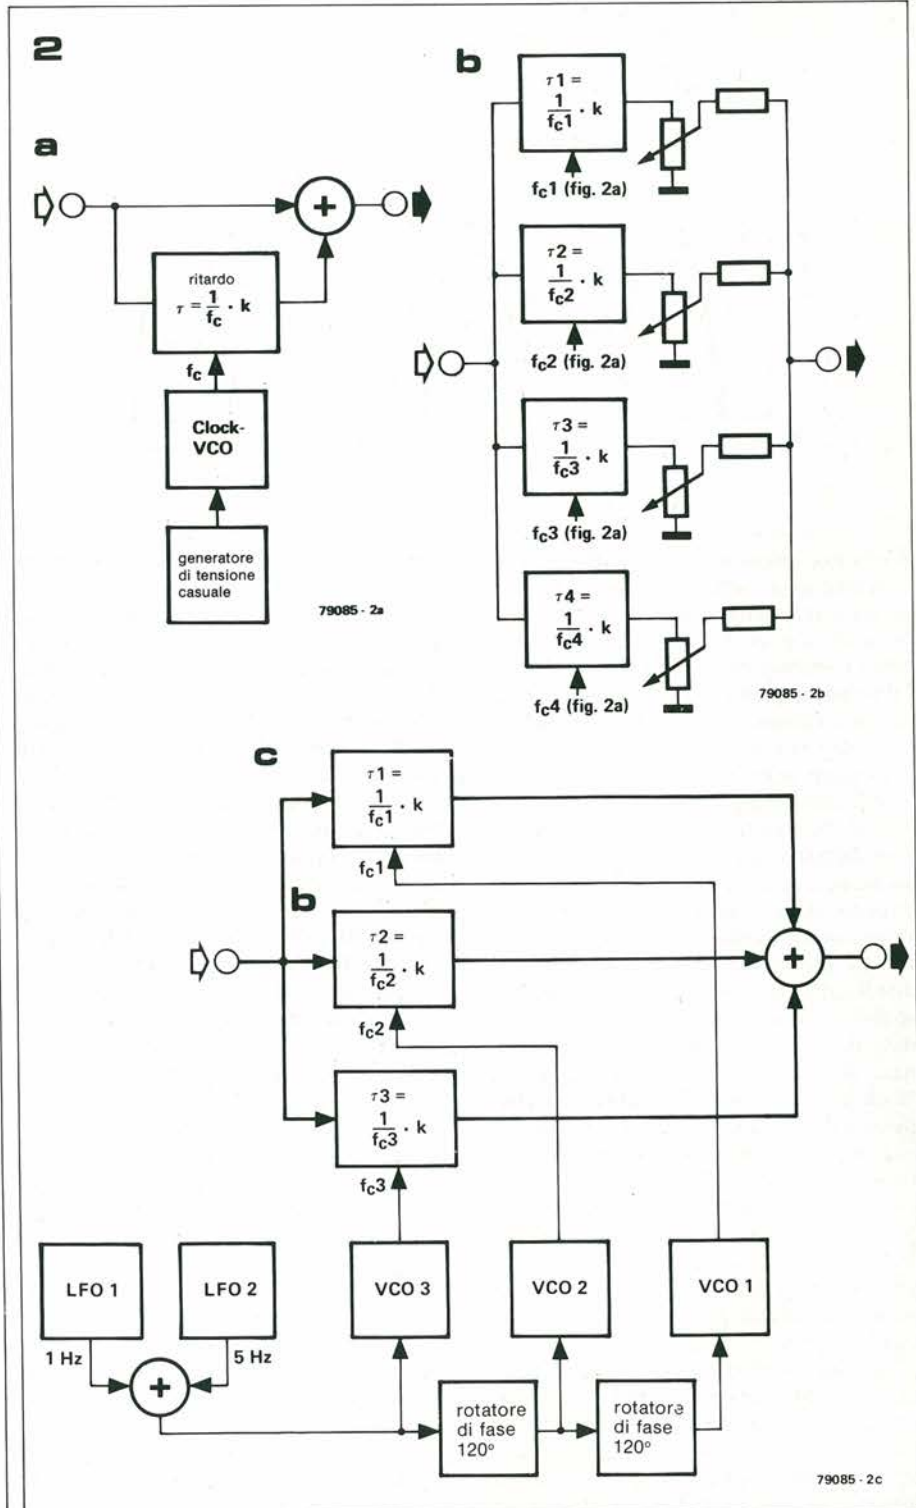 2
a
+
ritardo
τ = 1/fc · k
fc
Clock-
VCO
generatore
di tensione
casuale
79085 - 2a
b
τ1 =
1/fc1 · k
fc1 (fig. 2a)
τ2 =
1/fc2 · k
fc2 (fig. 2a)
τ3 =
1/fc3 · k
fc3 (fig. 2a)
τ4 =
1/fc4 · k
fc4 (fig. 2a)
79085 - 2b
c
τ1 =
1/fc1 · k
fc1
b
τ2 =
1/fc2 · k
fc2
+
τ3 =
1/fc3 · k
fc3
LFO 1
LFO 2
VCO 3
VCO 2
VCO 1
1 Hz
5 Hz
+
rotatore
di fase
120°
rotatore
di fase
120°
79085 - 2c